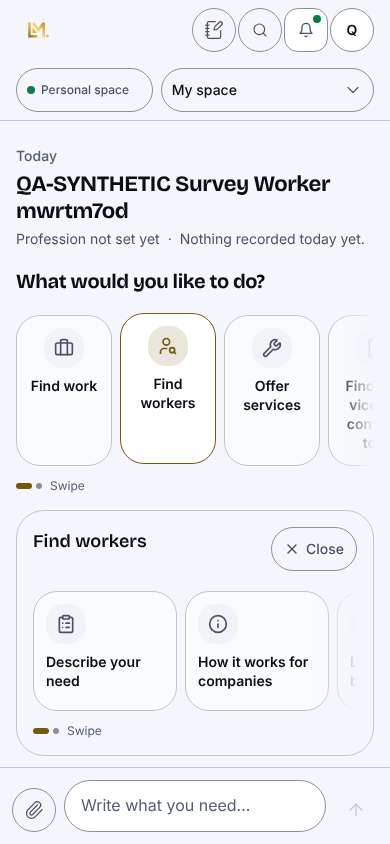 LM.
Q
Personal space
My space
Today
QA-SYNTHETIC Survey Worker
mwrtm7od
Profession not set yet · Nothing recorded today yet.
What would you like to do?
Find work
Find
workers
Offer
services
Swipe
Find workers
Close
Describe your
need
How it works for
companies
Swipe
Write what you need...